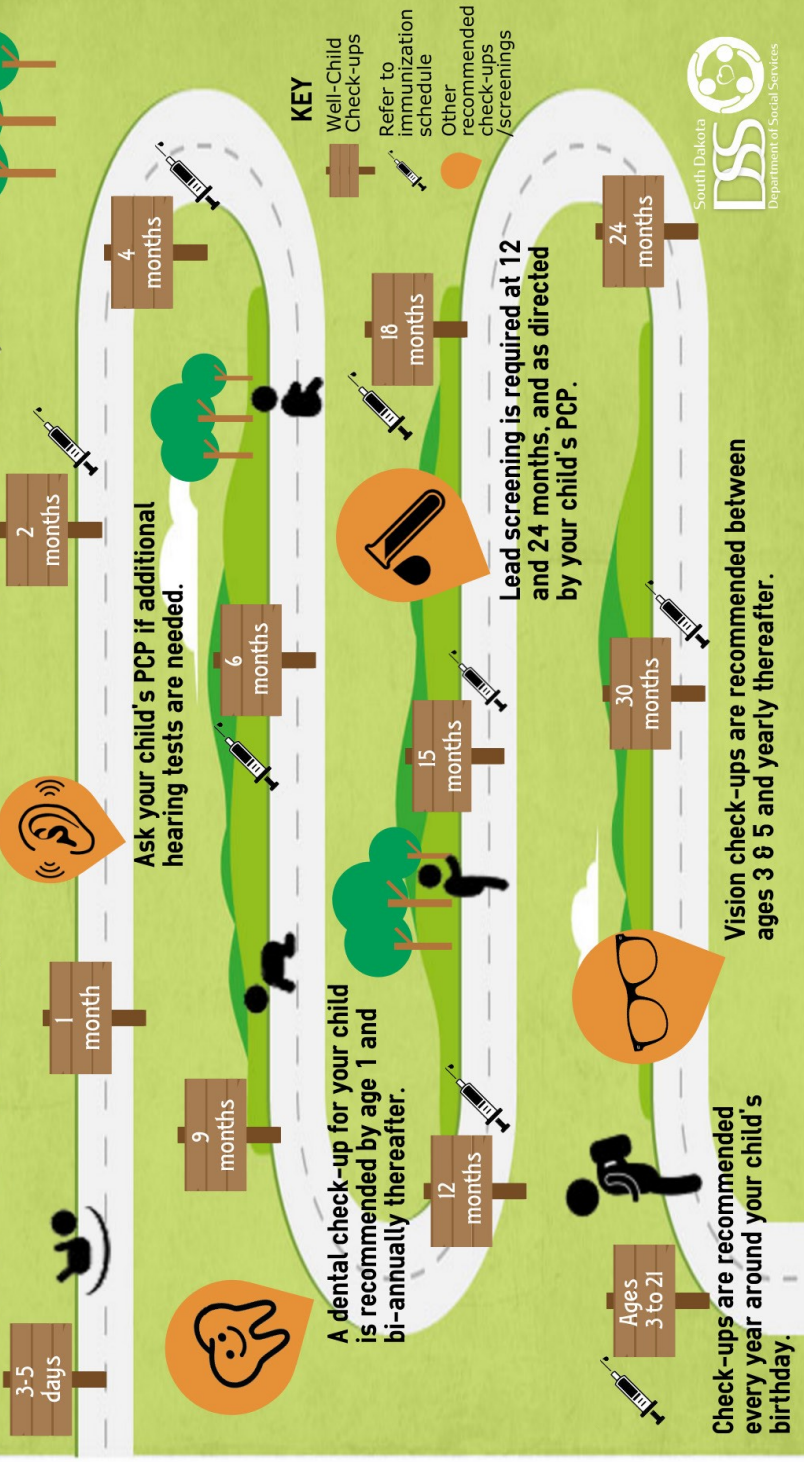 3-5
days
1
month
2
months
4
months
Ask your child's PCP if additional
hearing tests are needed.
6
months
9
months
KEY
Well-Child
Check-ups
Refer to
immunization
schedule
Other
recommended
check-ups
/screenings
A dental check-up for your child
is recommended by age 1 and
bi-annually thereafter.
12
months
15
months
18
months
Lead screening is required at 12
and 24 months, and as directed
by your child's PCP.
24
months
30
months
Vision check-ups are recommended between
ages 3 & 5 and yearly thereafter.
Ages
3 to 21
Check-ups are recommended
every year around your child's
birthday.
South Dakota
DSS
Department of Social Services